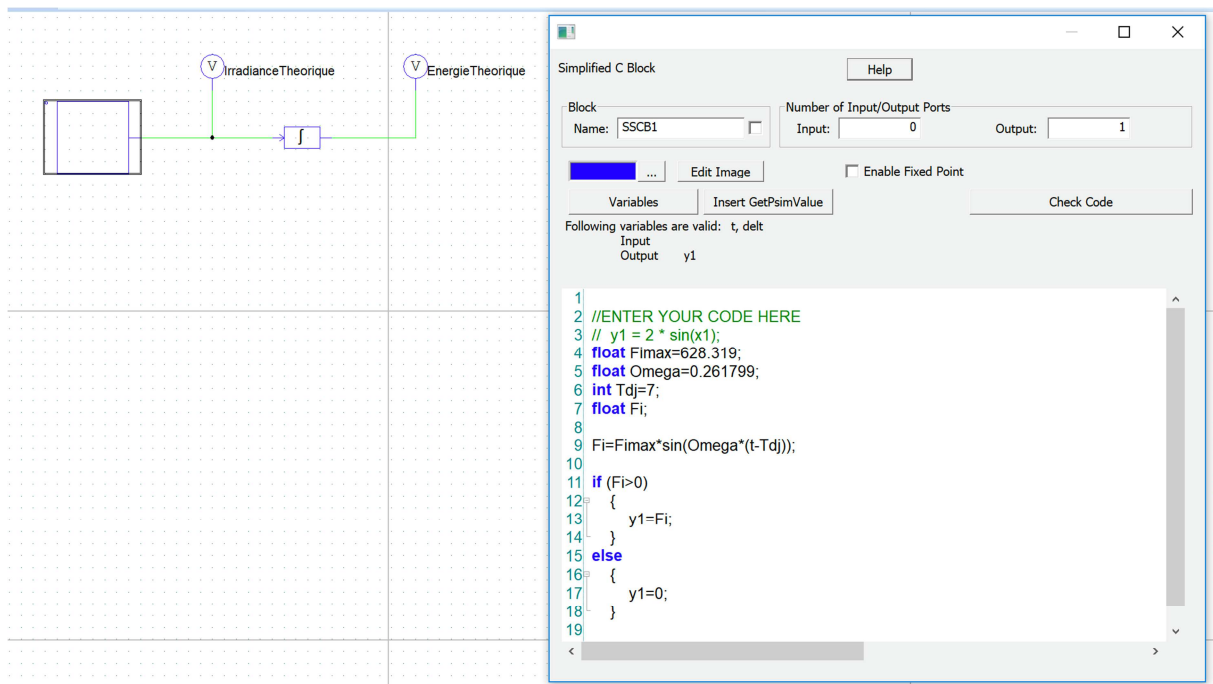 V IrradianceTheorique
V EnergieTheorique
∫
Simplified C Block
Help
Block
Name: SSCB1
Number of Input/Output Ports
Input: 0 Output: 1
... Edit Image Enable Fixed Point
Variables Insert GetPsimValue Check Code
Following variables are valid: t, delt
Input
Output y1
1
2 //ENTER YOUR CODE HERE
3 // y1 = 2 * sin(x1);
4 float Fimax=628.319;
5 float Omega=0.261799;
6 int Tdj=7;
7 float Fi;
8
9 Fi=Fimax*sin(Omega*(t-Tdj));
10
11 if (Fi>0)
12 {
13 y1=Fi;
14 }
15 else
16 {
17 y1=0;
18 }
19